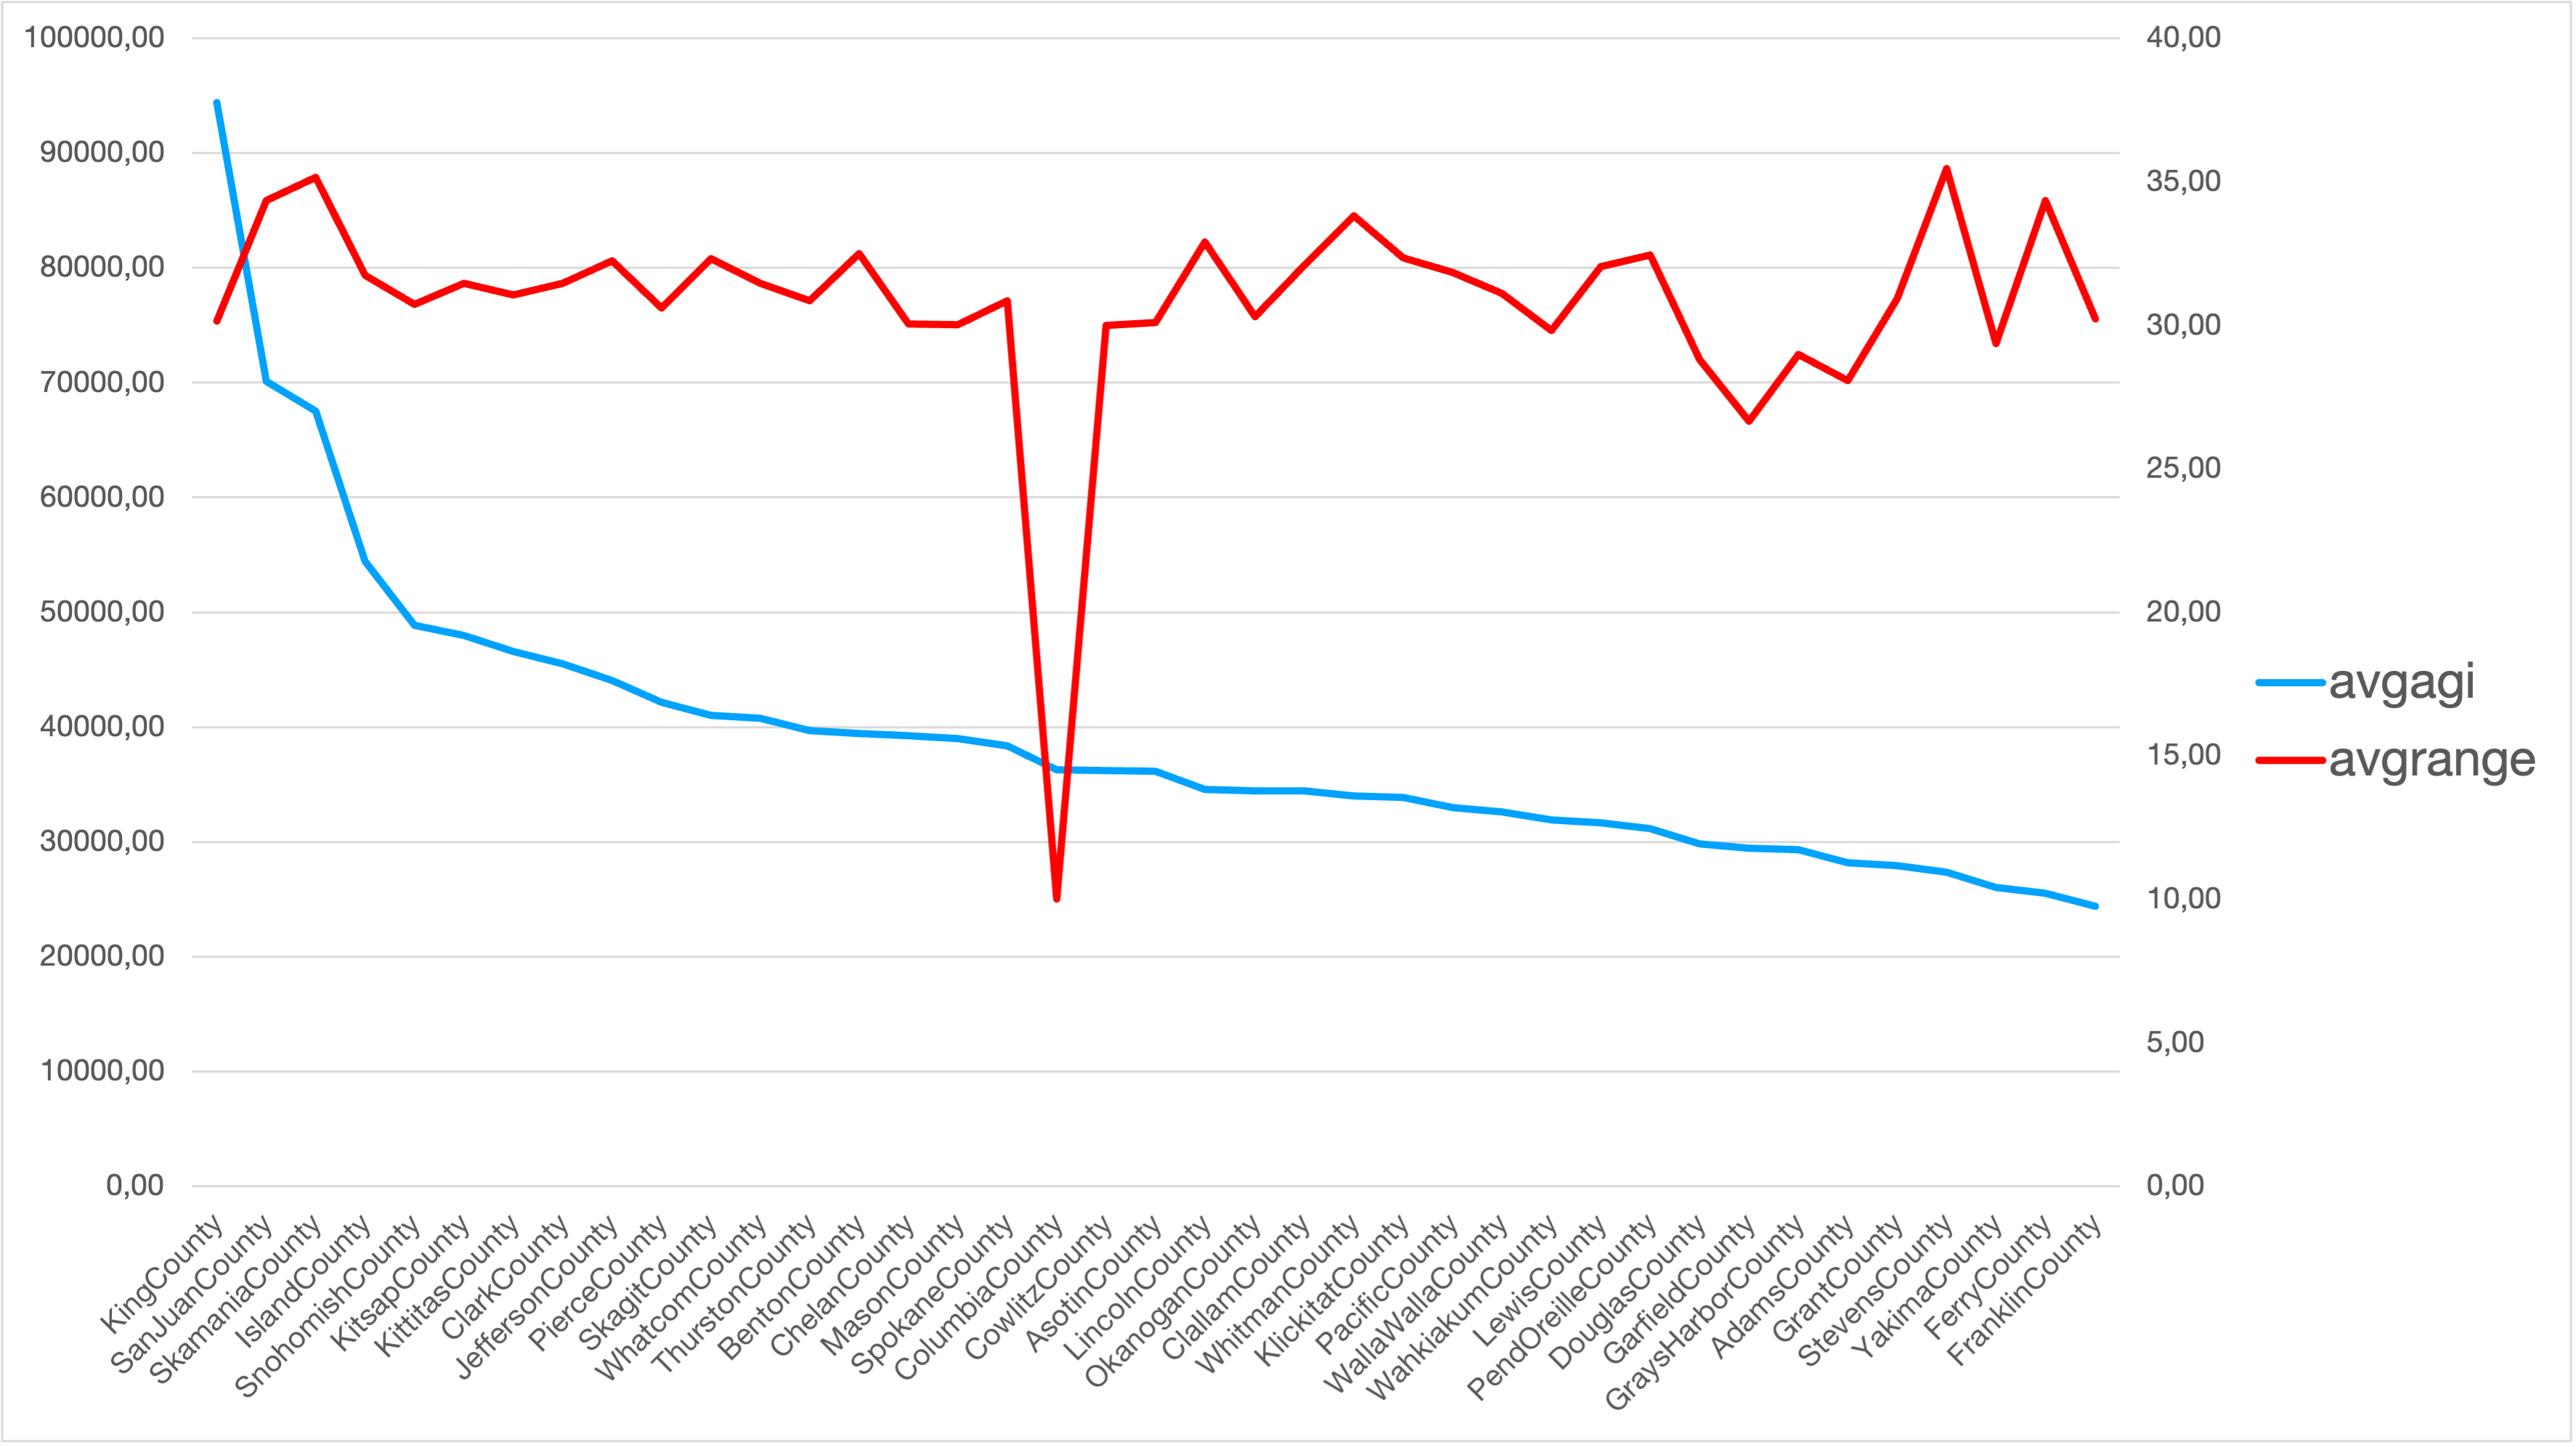 100000,00
90000,00
80000,00
70000,00
60000,00
50000,00
40000,00
30000,00
20000,00
10000,00
0,00
40,00
35,00
30,00
25,00
20,00
15,00
10,00
5,00
0,00
avgagi
avgrange
KingCounty
SanJuanCounty
SkamaniaCounty
IslandCounty
SnohomishCounty
KitsapCounty
KittitasCounty
ClarkCounty
JeffersonCounty
PierceCounty
SkagitCounty
WhatcomCounty
ThurstonCounty
BentonCounty
ChelanCounty
MasonCounty
SpokaneCounty
ColumbiaCounty
CowlitzCounty
AsotinCounty
LincolnCounty
OkanoganCounty
ClallamCounty
WhitmanCounty
KlickitatCounty
PacificCounty
WallaWallaCounty
WahkiakumCounty
LewisCounty
PendOreilleCounty
DouglasCounty
GarfieldCounty
GraysHarborCounty
AdamsCounty
GrantCounty
StevensCounty
YakimaCounty
FerryCounty
FranklinCounty